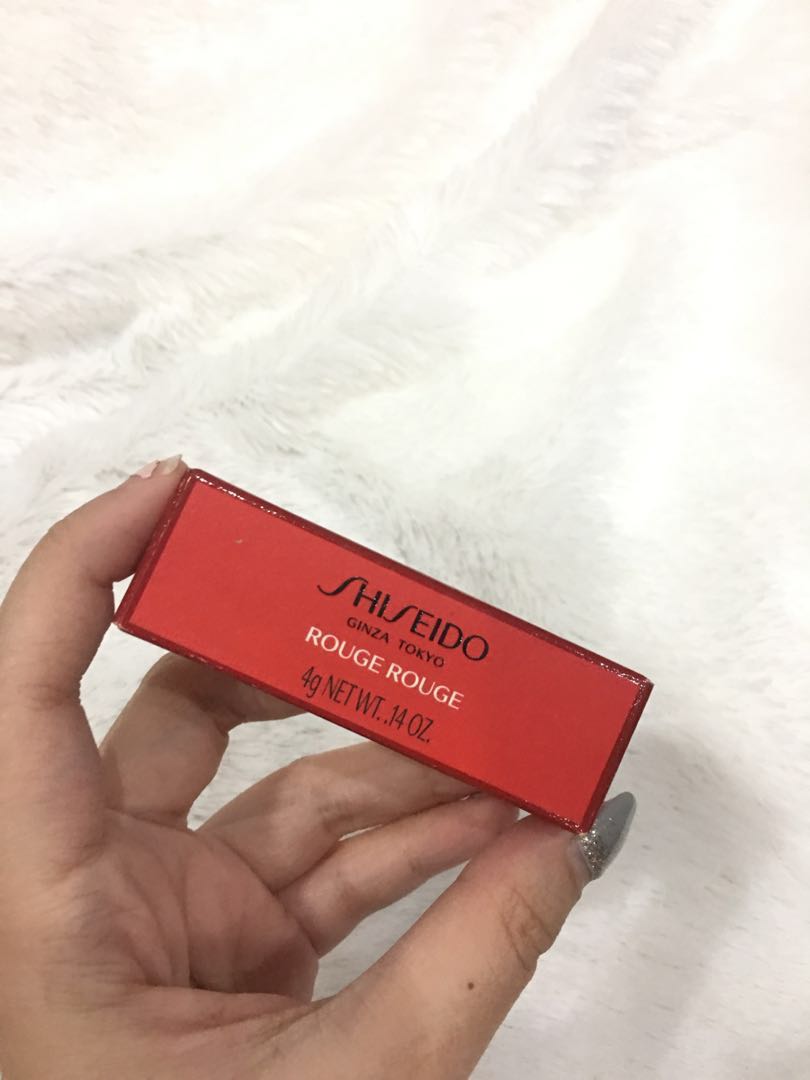 SHISEIDO
GINZA TOKYO
ROUGE ROUGE
4g NET WT. .14 OZ.